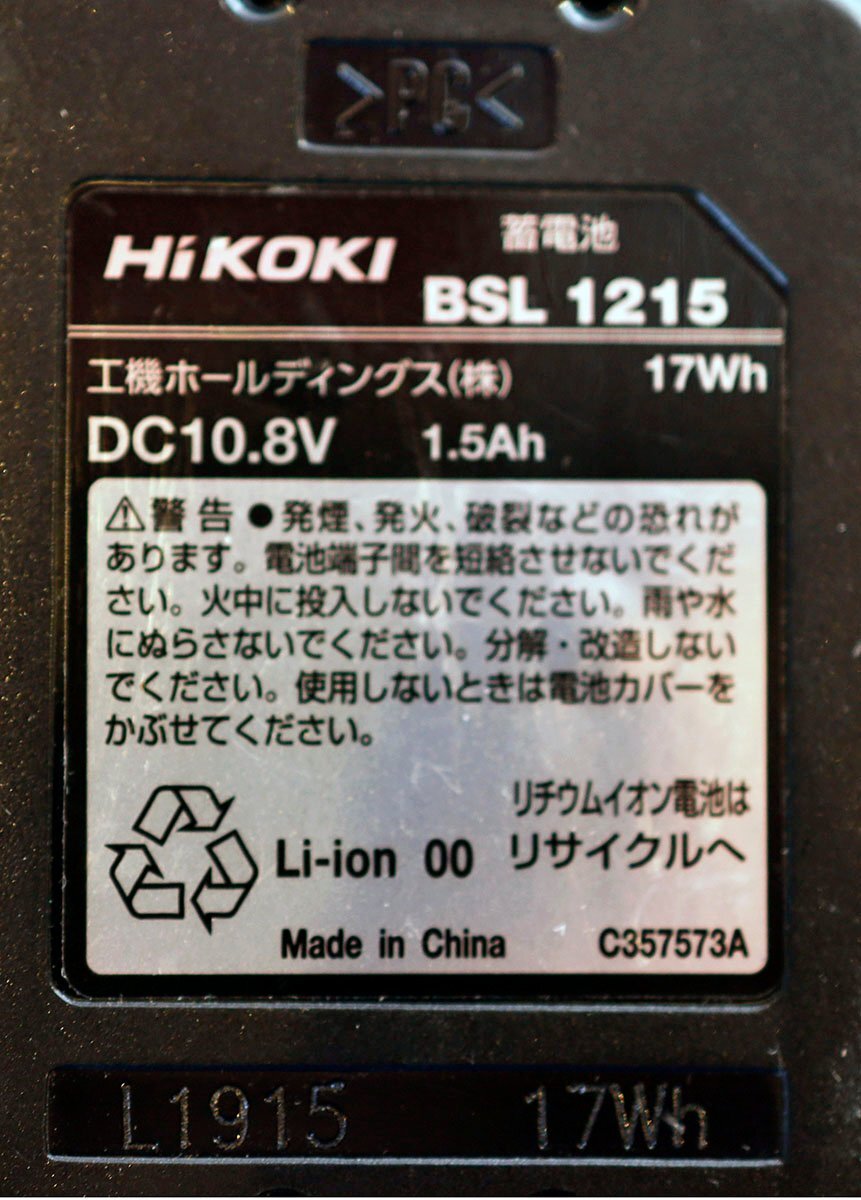 >PC<
HiKOKI
蓄電池
BSL 1215
工機ホールディングス(株) 17Wh
DC10.8V 1.5Ah
⚠警告 ●発煙、発火、破裂などの恐れが
あります。電池端子間を短絡させないでくだ
さい。火中に投入しないでください。雨や水
にぬらさないでください。分解・改造しない
でください。使用しないときは電池カバーを
かぶせてください。
リチウムイオン電池は
Li-ion 00 リサイクルへ
Made in China C357573A
L1915 17Wh